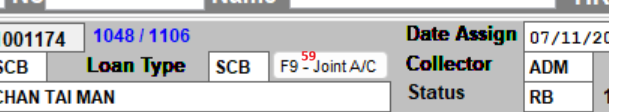 Name
001174 1048 / 1106 Date Assign 07/11/20
SCB Loan Type SCB F9 - Joint A/C 59 Collector ADM
CHAN TAI MAN Status RB